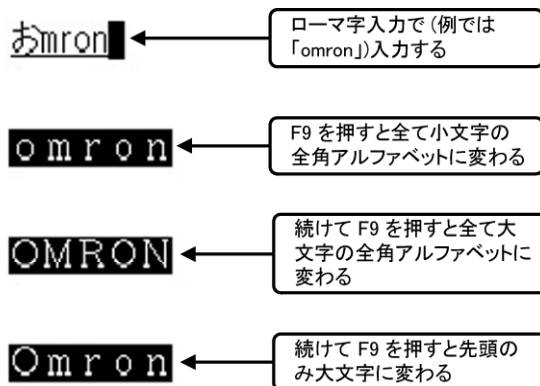 おmron
ローマ字入力で(例では
「omron」)入力する
ｏｍｒｏｎ
F9 を押すと全て小文字の
全角アルファベットに変わる
ＯＭＲＯＮ
続けて F9 を押すと全て大
文字の全角アルファベットに
変わる
Ｏｍｒｏｎ
続けて F9 を押すと先頭の
み大文字に変わる